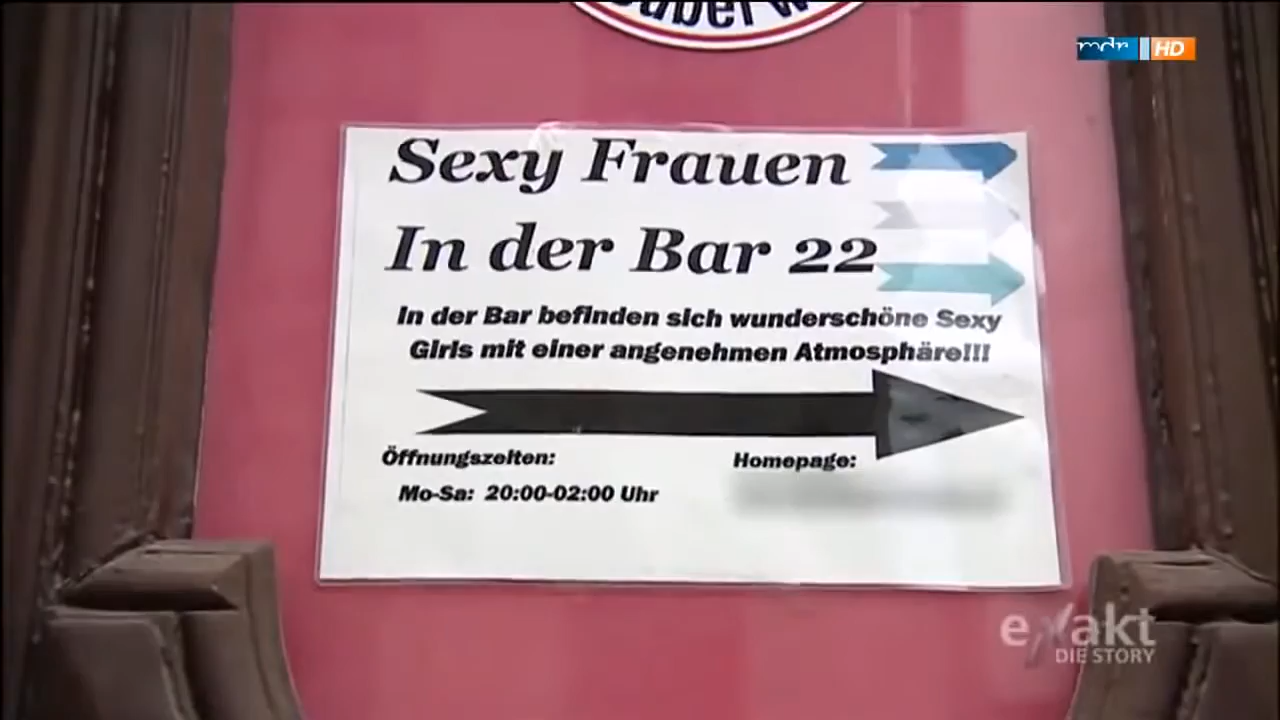 mdr HD
Sexy Frauen
In der Bar 22
In der Bar befinden sich wunderschöne Sexy
Girls mit einer angenehmen Atmosphäre!!!
Öffnungszeiten:
Homepage:
Mo-Sa: 20:00-02:00 Uhr
exakt
DIE STORY